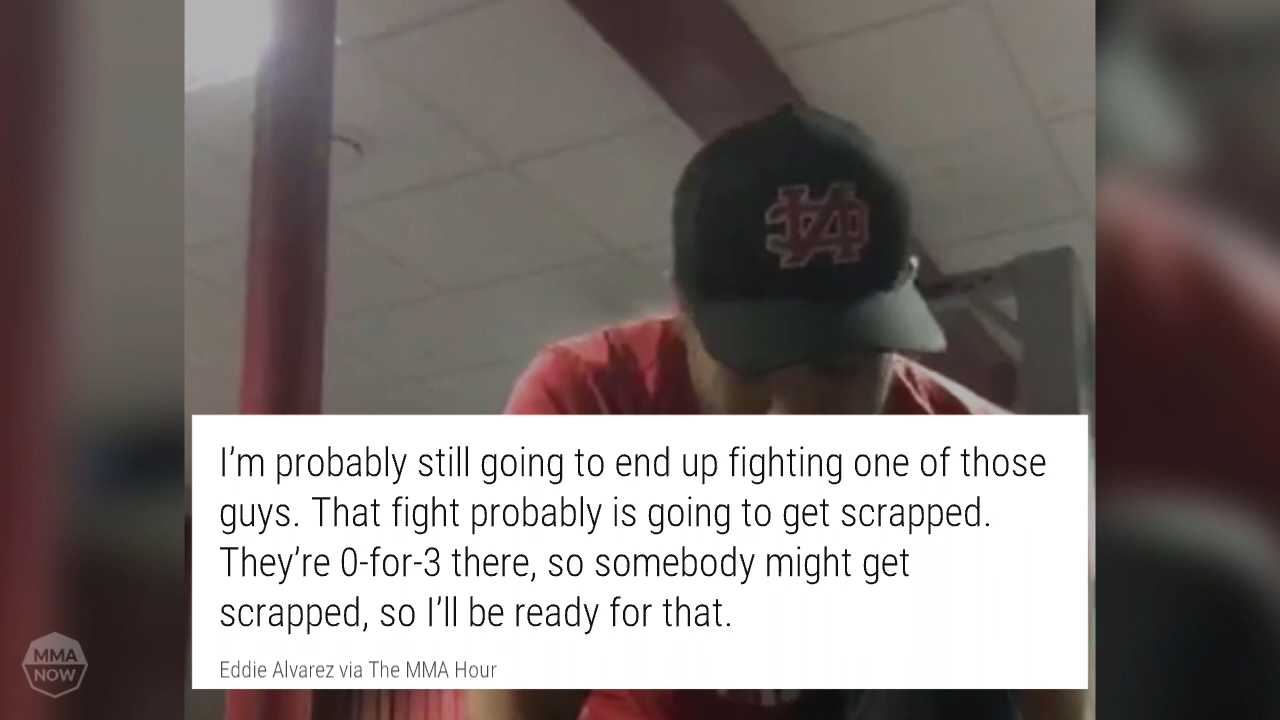 I’m probably still going to end up fighting one of those
guys. That fight probably is going to get scrapped.
They’re 0-for-3 there, so somebody might get
scrapped, so I’ll be ready for that.
Eddie Alvarez via The MMA Hour
MMA
NOW